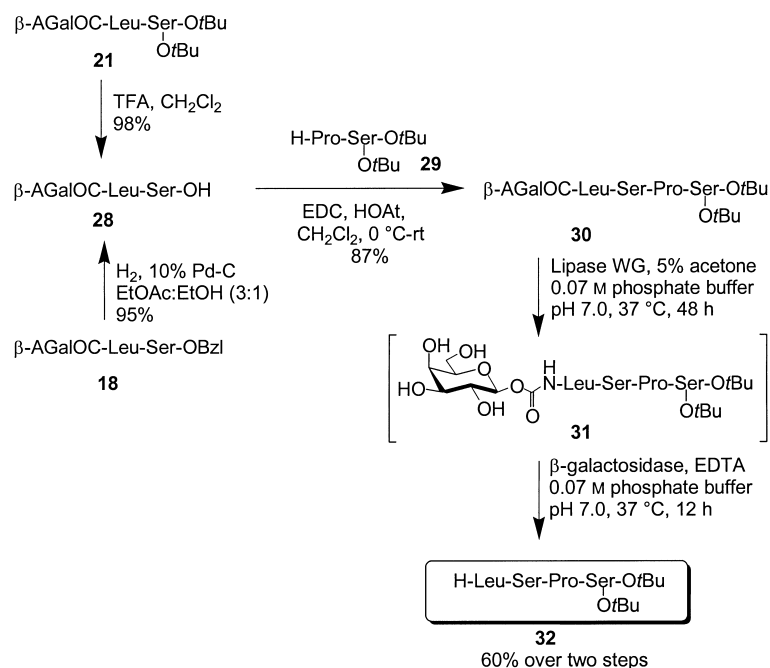 β-AGalOC-Leu-Ser-OtBu
OtBu
21
TFA, CH2Cl2
98%
β-AGalOC-Leu-Ser-OH
28
H2, 10% Pd-C
EtOAc:EtOH (3:1)
95%
β-AGalOC-Leu-Ser-OBzl
18
H-Pro-Ser-OtBu
OtBu
29
EDC, HOAt,
CH2Cl2, 0 °C-rt
87%
β-AGalOC-Leu-Ser-Pro-Ser-OtBu
OtBu
30
Lipase WG, 5% acetone
0.07 M phosphate buffer
pH 7.0, 37 °C, 48 h
OH
OH
HO
O
OH
O
O
H
N-Leu-Ser-Pro-Ser-OtBu
OtBu
31
β-galactosidase, EDTA
0.07 M phosphate buffer
pH 7.0, 37 °C, 12 h
H-Leu-Ser-Pro-Ser-OtBu
OtBu
32
60% over two steps